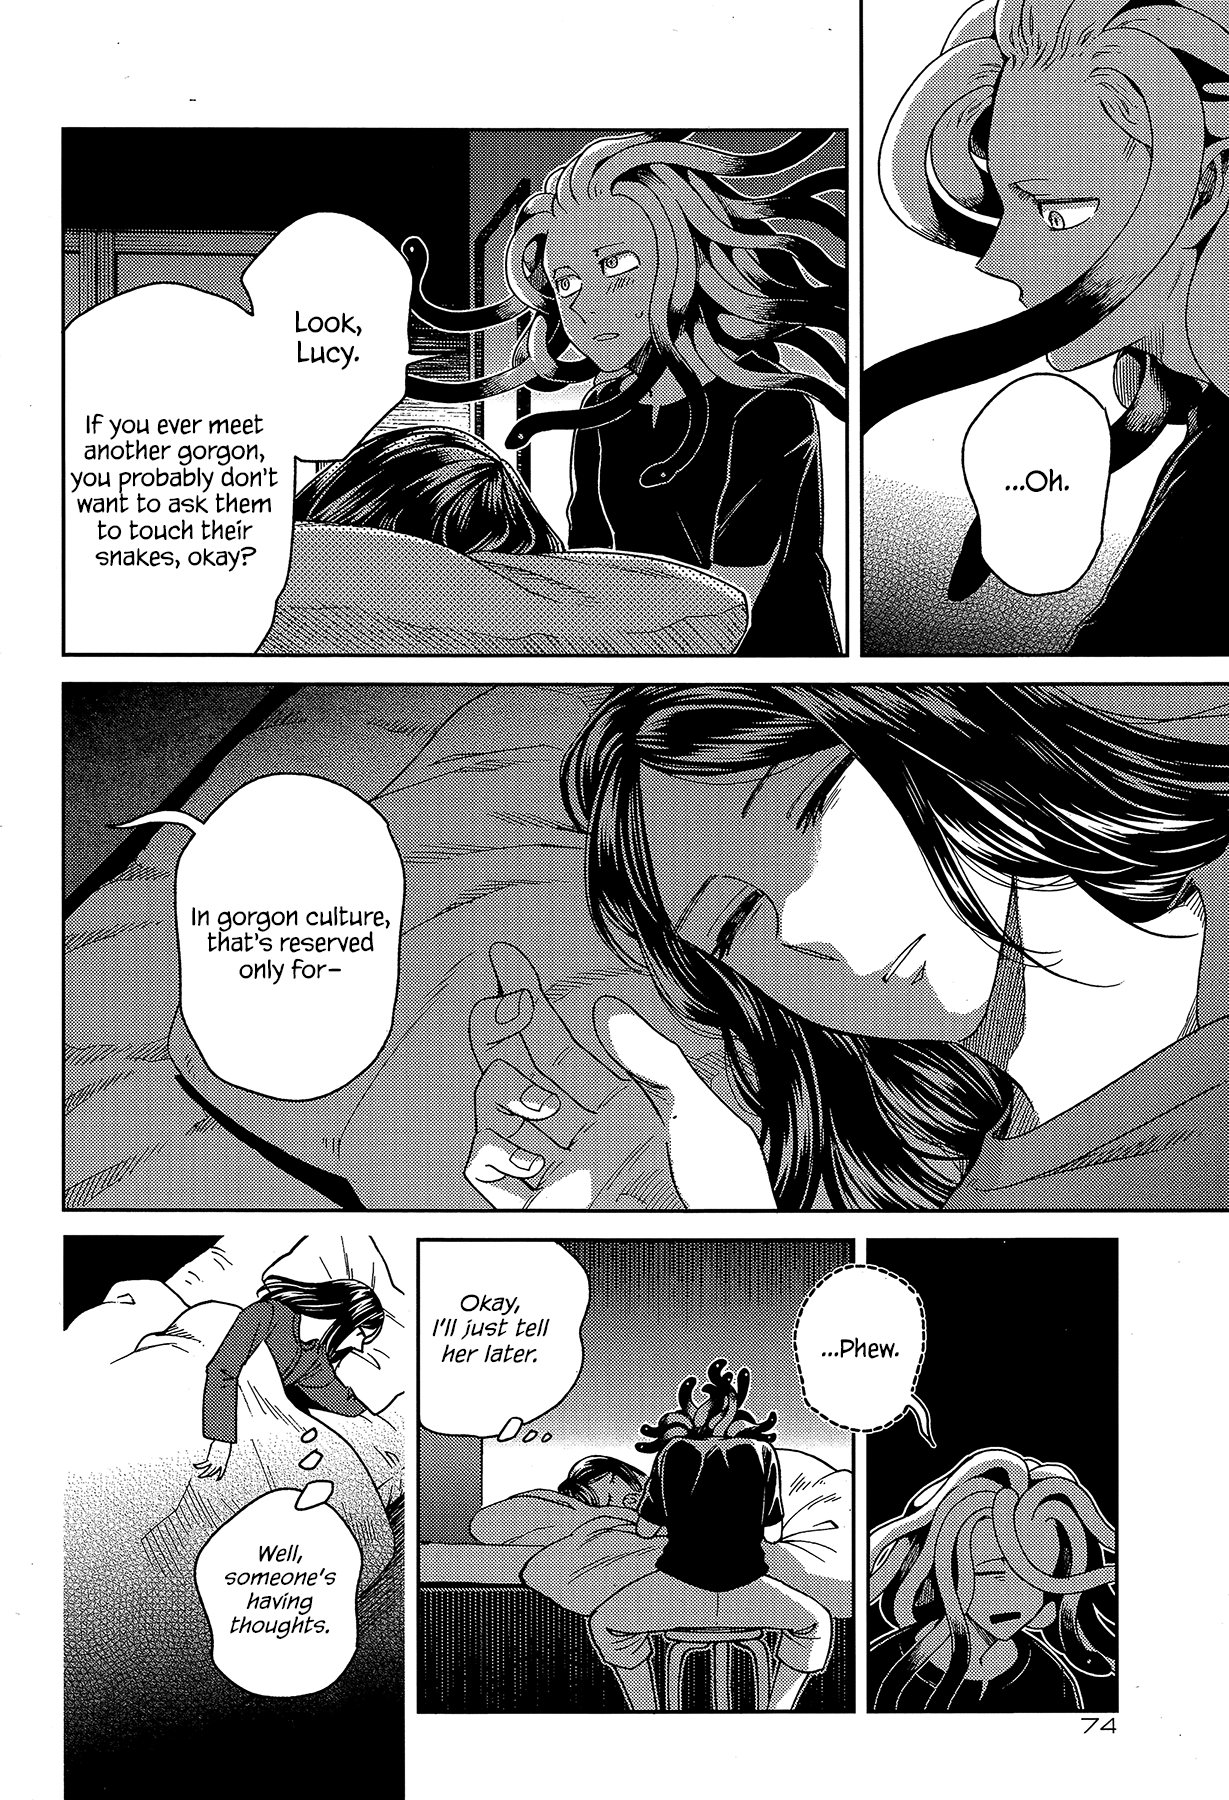 ...Oh.
Look,
Lucy.
If you ever meet
another gorgon,
you probably don't
want to ask them
to touch their
snakes, okay?
In gorgon culture,
that's reserved
only for–
...Phew.
Okay,
I'll just tell
her later.
Well,
someone's
having
thoughts.
74